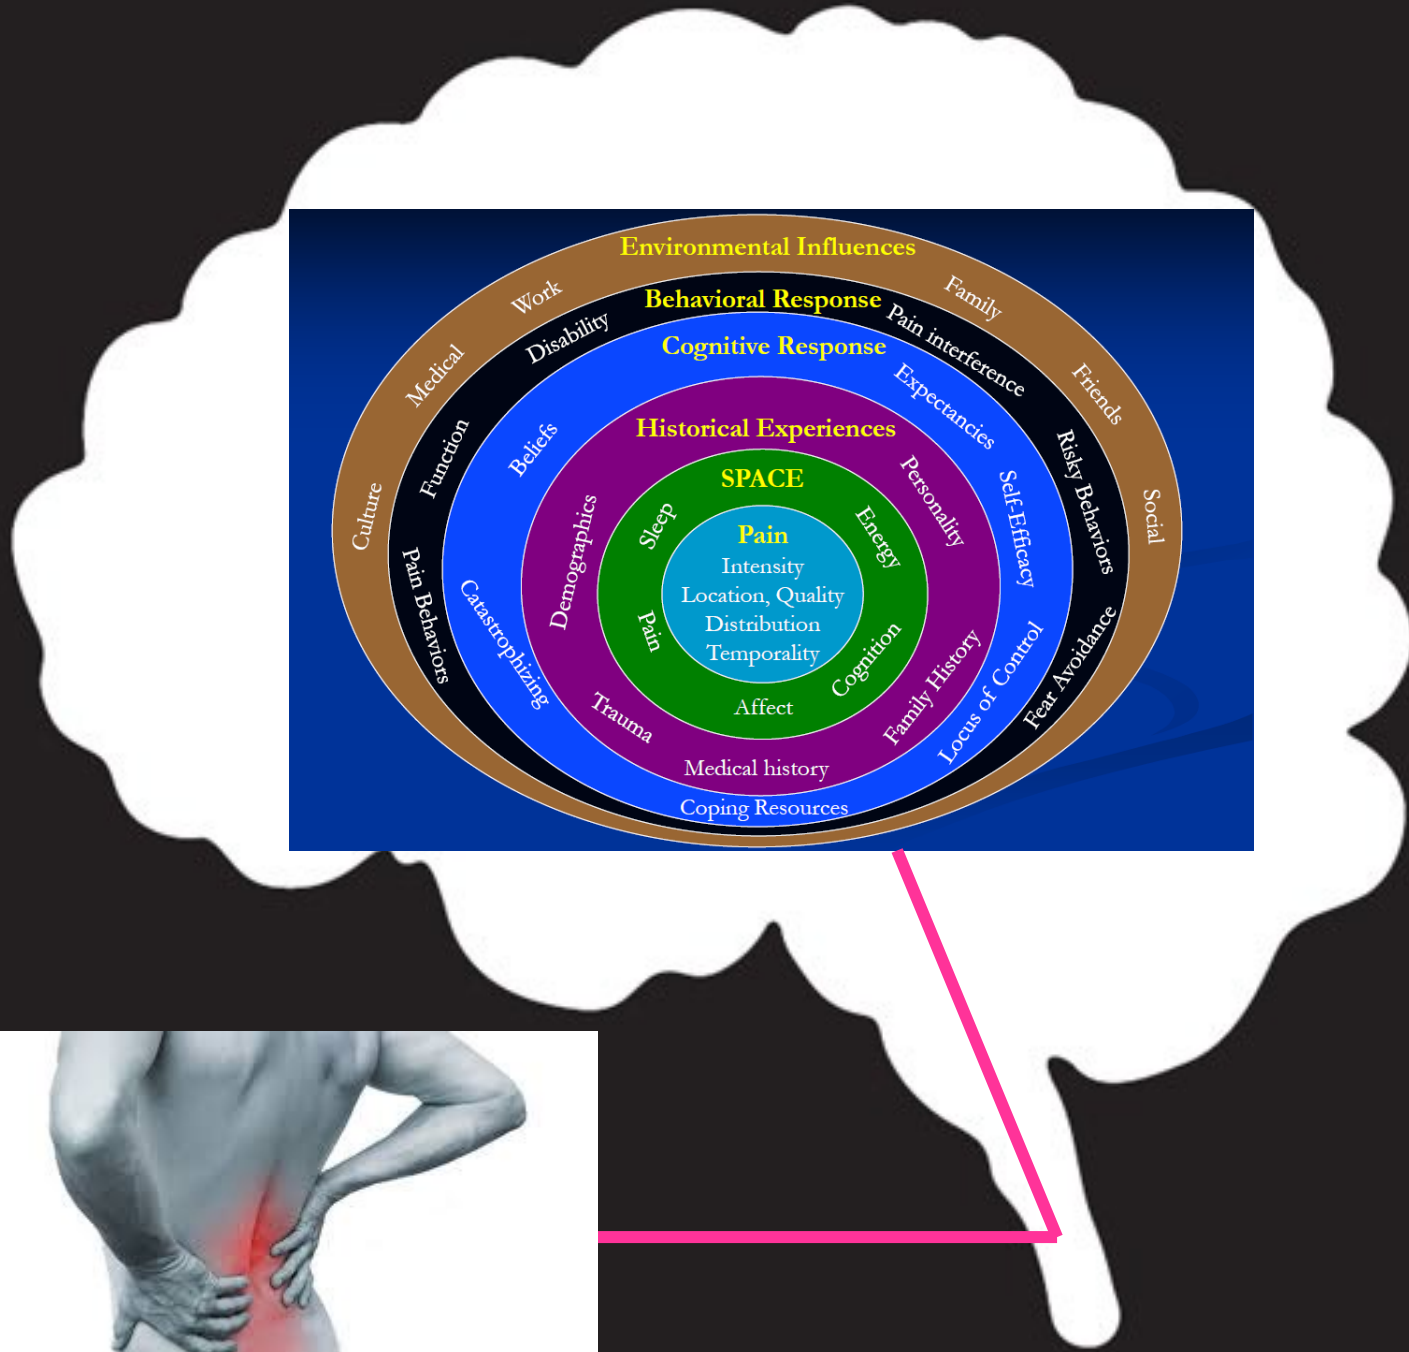 Environmental Influences
Culture
Medical
Work
Family
Friends
Social
Behavioral Response
Pain Behaviors
Function
Disability
Pain interference
Risky Behaviors
Fear Avoidance
Cognitive Response
Catastrophizing
Beliefs
Expectancies
Self-Efficacy
Locus of Control
Coping Resources
Historical Experiences
Demographics
Personality
Trauma
Family History
Medical history
SPACE
Sleep
Energy
Pain
Cognition
Affect
Pain
Intensity
Location, Quality
Distribution
Temporality